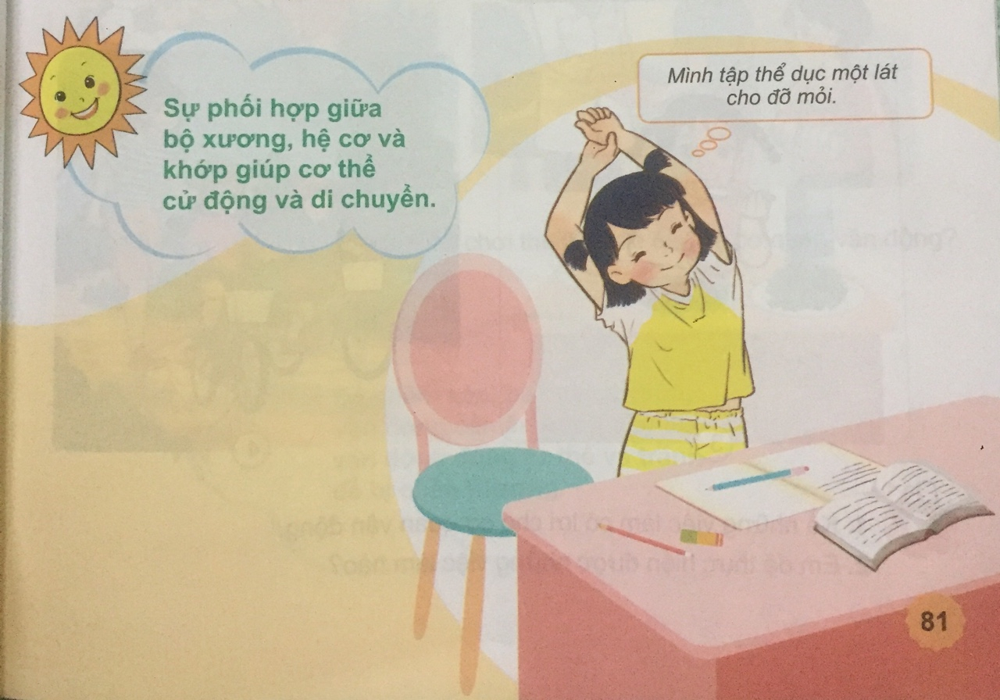 Sự phối hợp giữa
bộ xương, hệ cơ và
khớp giúp cơ thể
cử động và di chuyển.
Mình tập thể dục một lát
cho đỡ mỏi.
81